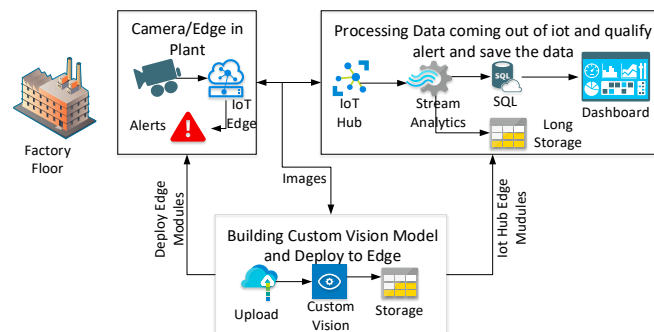 Camera/Edge in
Plant
IoT
Edge
Alerts
Factory
Floor
Processing Data coming out of iot and qualify
alert and save the data
IoT
Hub
Stream
Analytics
SQL
SQL
Dashboard
Long
Storage
Images
Deploy Edge
Modules
Iot Hub Edge
Mudules
Building Custom Vision Model
and Deploy to Edge
Upload
Custom
Vision
Storage